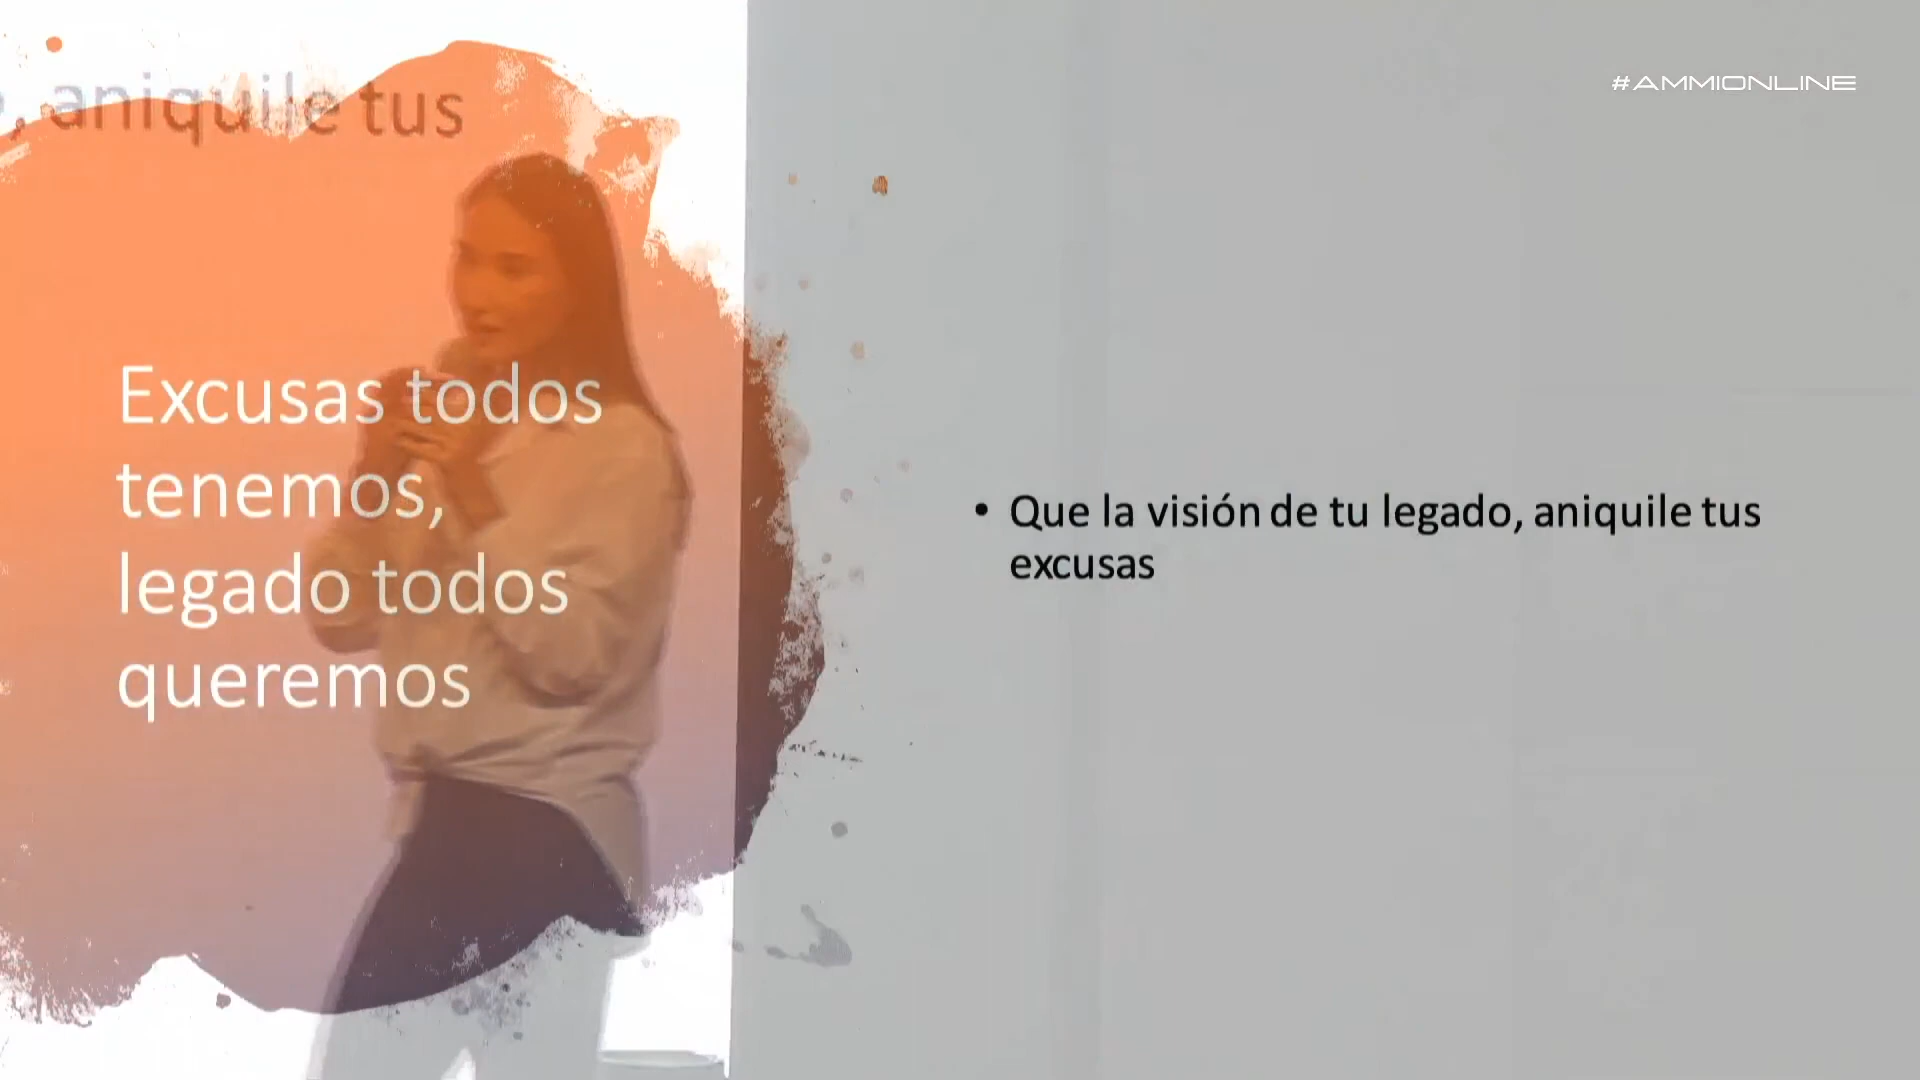 #AMMIONLINE
, aniquile tus
Excusas todos
tenemos,
legado todos
queremos
• Que la visión de tu legado, aniquile tus
excusas